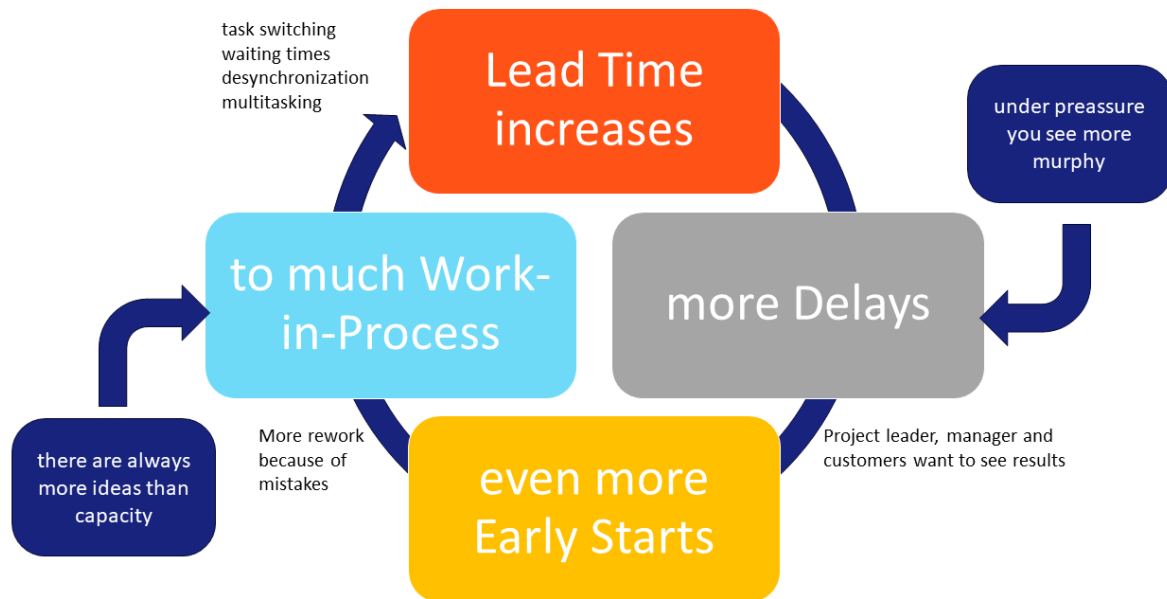 task switching
waiting times
desynchronization
multitasking
Lead Time
increases
under preassure
you see more
murphy
to much Work-
in-Process
more Delays
there are always
more ideas than
capacity
More rework
because of
mistakes
even more
Early Starts
Project leader, manager and
customers want to see results